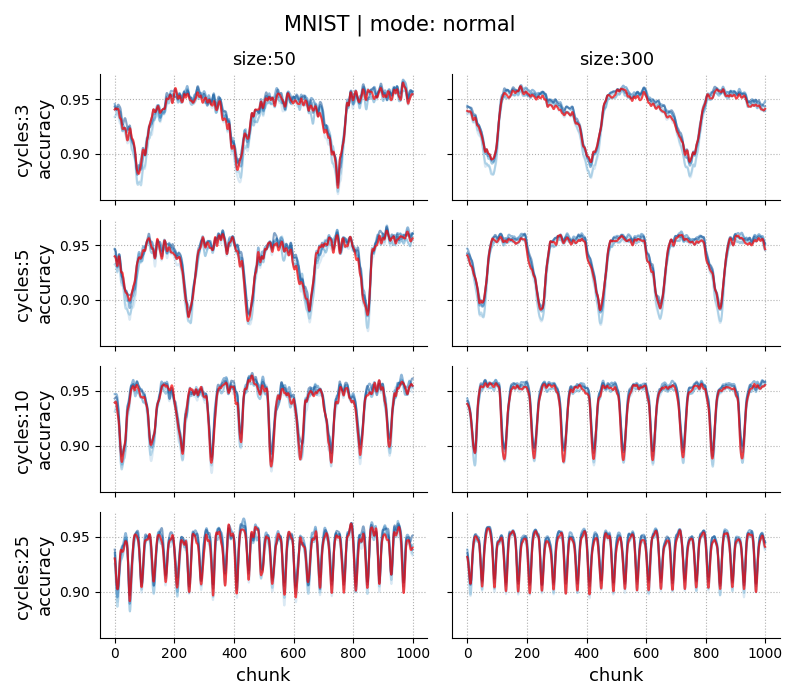 MNIST | mode: normal
size:50 size:300
cycles:3
accuracy
0.95
0.90
cycles:5
accuracy
0.95
0.90
cycles:10
accuracy
0.95
0.90
cycles:25
accuracy
0.95
0.90
0 200 400 600 800 1000 0 200 400 600 800 1000
chunk chunk